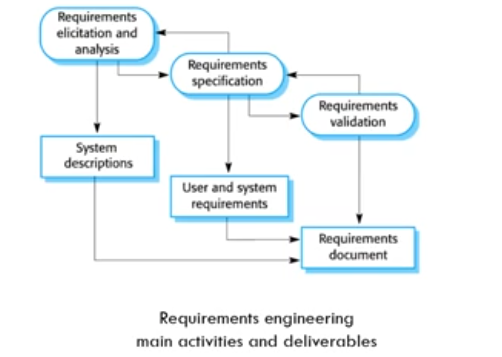 Requirements
elicitation and
analysis
Requirements
specification
Requirements
validation
System
descriptions
User and system
requirements
Requirements
document
Requirements engineering
main activities and deliverables